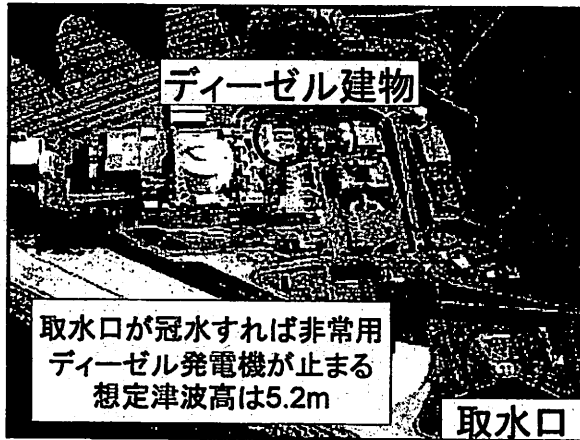 ディーゼル建物
取水口が冠水すれば非常用
ディーゼル発電機が止まる
想定津波高は5.2m
取水口